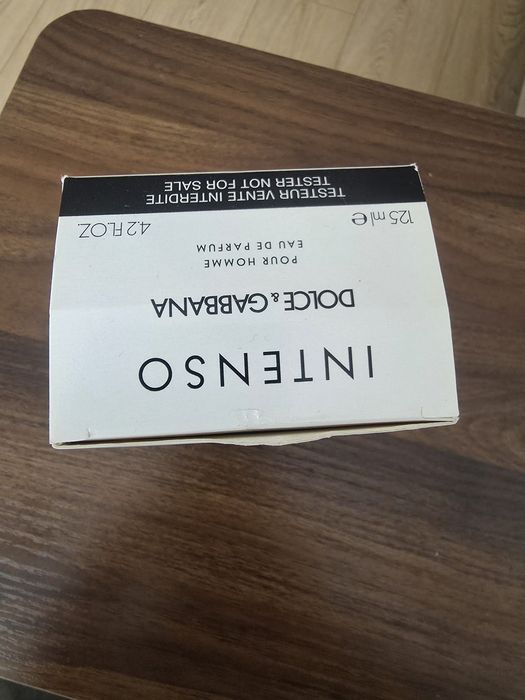 INTENSO
DOLCE & GABBANA
POUR HOMME
EAU DE PARFUM
125 ml ℮ 4.2 FL.OZ
TESTER NOT FOR SALE
TESTEUR VENTE INTERDITE